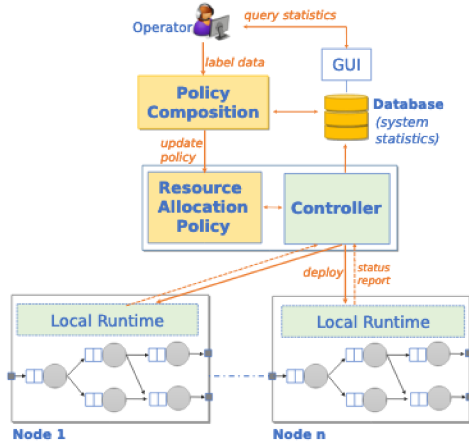 query statistics
Operator
label data
GUI
Policy
Composition
Database
(system
statistics)
update
policy
Resource
Allocation
Policy
Controller
deploy
status
report
Local Runtime
Local Runtime
Node 1
Node n